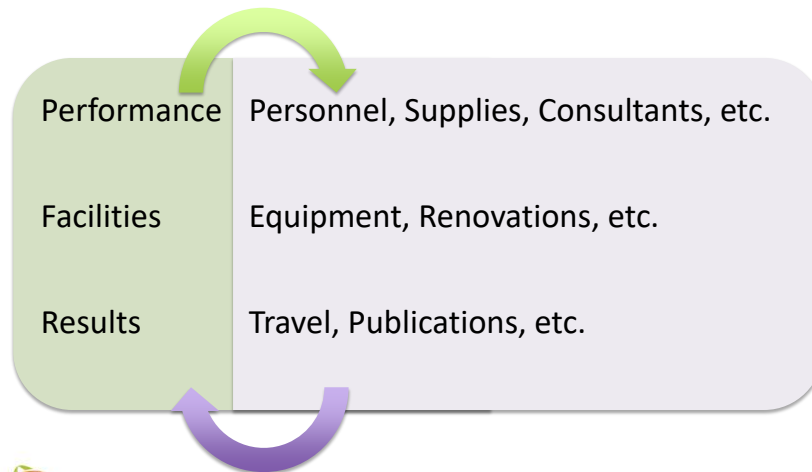 Performance Personnel, Supplies, Consultants, etc.
Facilities Equipment, Renovations, etc.
Results Travel, Publications, etc.